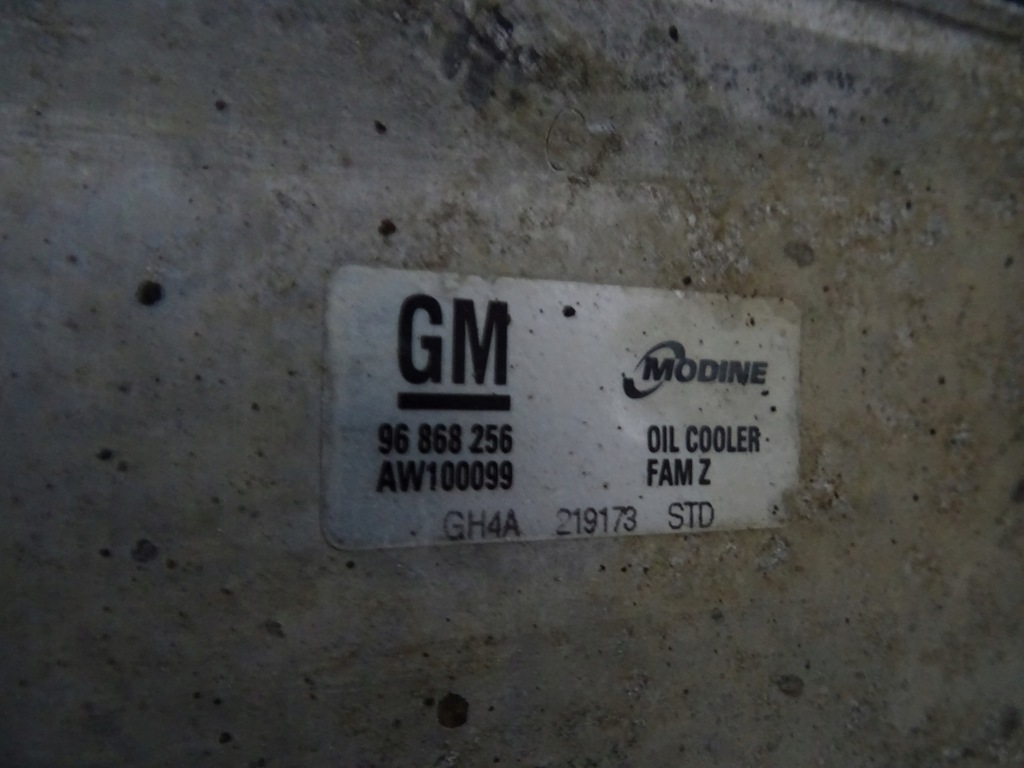 GM
96 868 256
AW100099
MODINE
OIL COOLER
FAM Z
GH4A 219173 STD